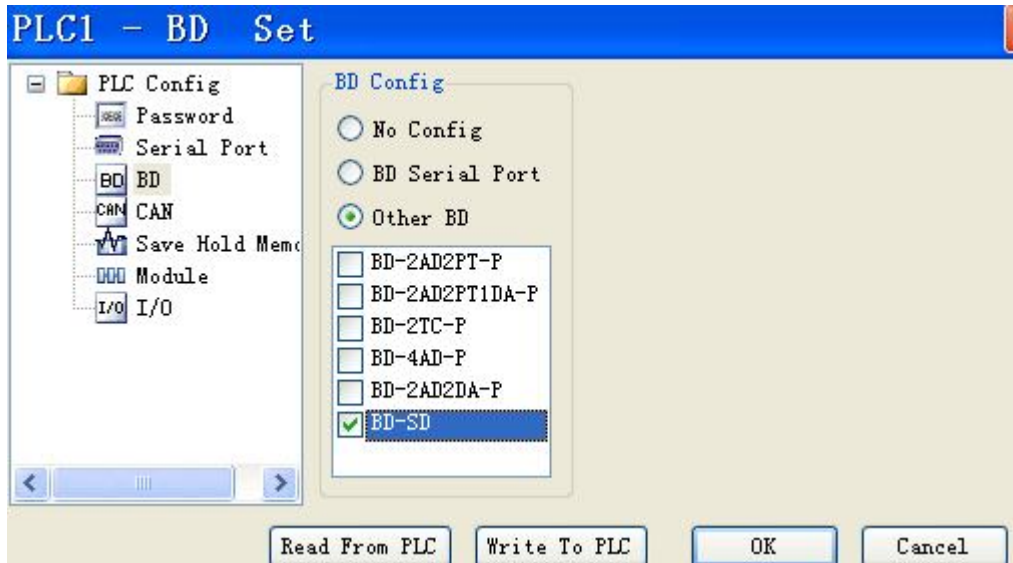 PLC1 - BD Set
PLC Config
Password
Serial Port
BD BD
CAN CAN
Save Hold Memo
Module
I/O I/O
BD Config
No Config
BD Serial Port
Other BD
BD-2AD2PT-P
BD-2AD2PT1DA-P
BD-2TC-P
BD-4AD-P
BD-2AD2DA-P
BD-SD
Read From PLC
Write To PLC
OK
Cancel